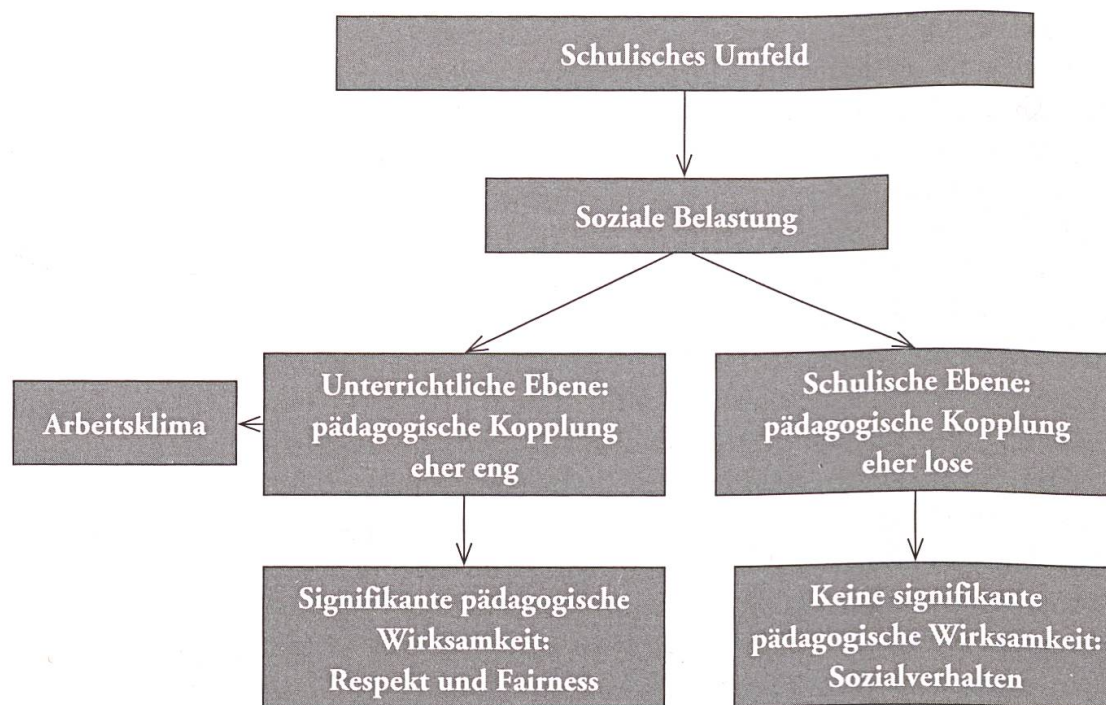 Schulisches Umfeld
Soziale Belastung
Arbeitsklima
Unterrichtliche Ebene:
pädagogische Kopplung
eher eng
Schulische Ebene:
pädagogische Kopplung
eher lose
Signifikante pädagogische
Wirksamkeit:
Respekt und Fairness
Keine signifikante
pädagogische Wirksamkeit:
Sozialverhalten